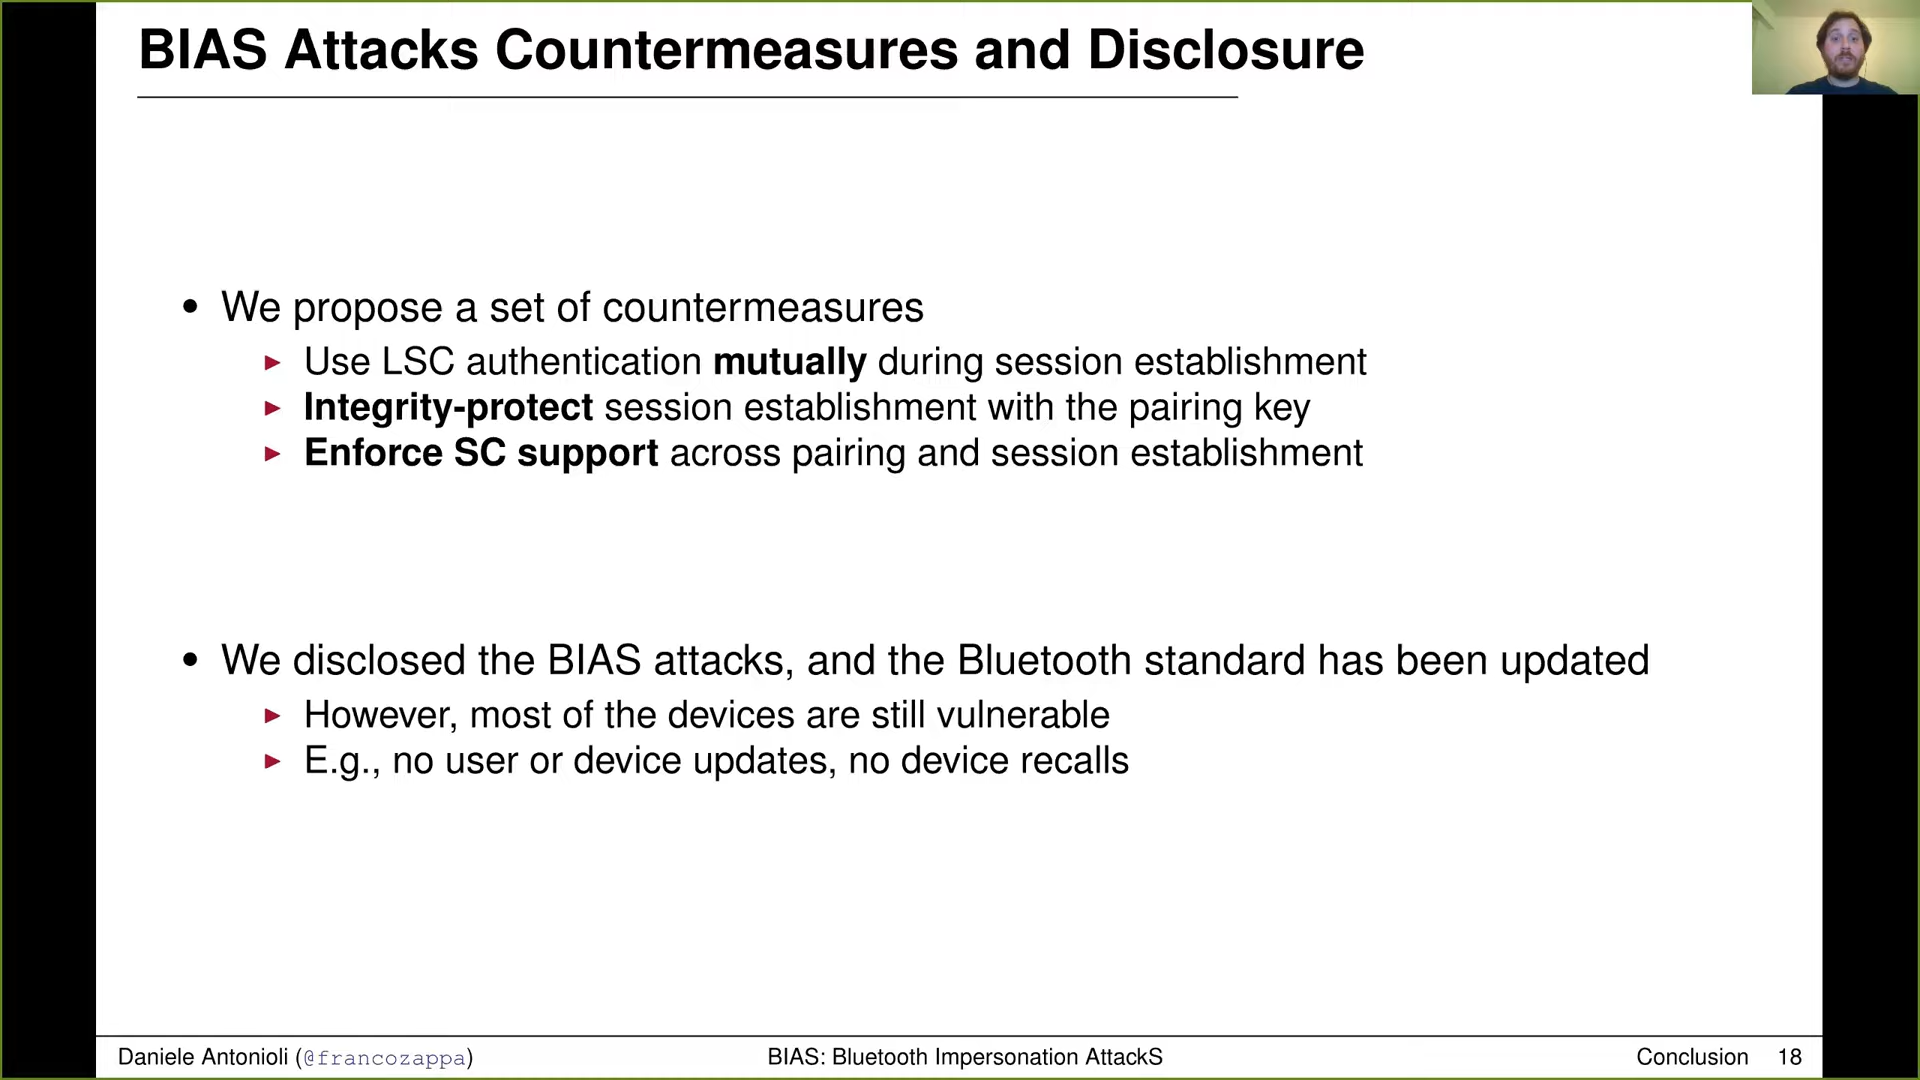 BIAS Attacks Countermeasures and Disclosure
• We propose a set of countermeasures
▶ Use LSC authentication mutually during session establishment
▶ Integrity-protect session establishment with the pairing key
▶ Enforce SC support across pairing and session establishment
• We disclosed the BIAS attacks, and the Bluetooth standard has been updated
▶ However, most of the devices are still vulnerable
▶ E.g., no user or device updates, no device recalls
Daniele Antonioli (@francozappa) BIAS: Bluetooth Impersonation AttackS Conclusion 18